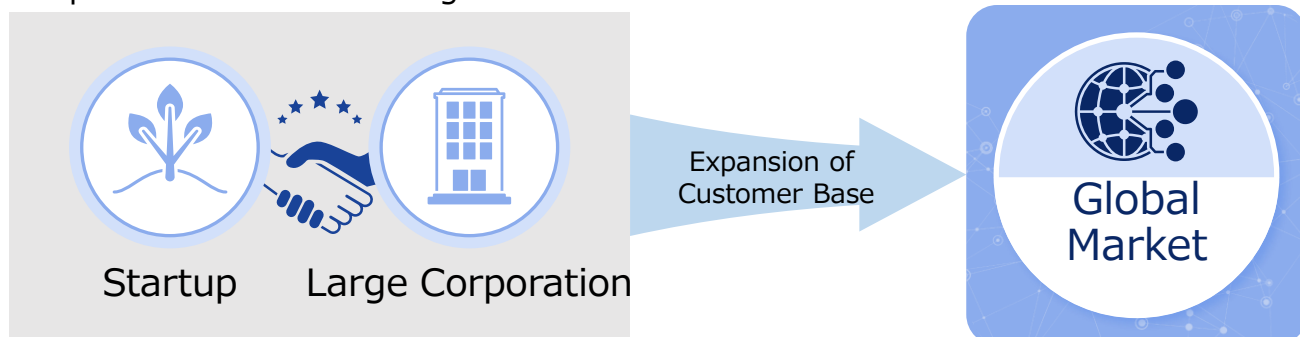 Startup
Large Corporation
Expansion of
Customer Base
Global
Market